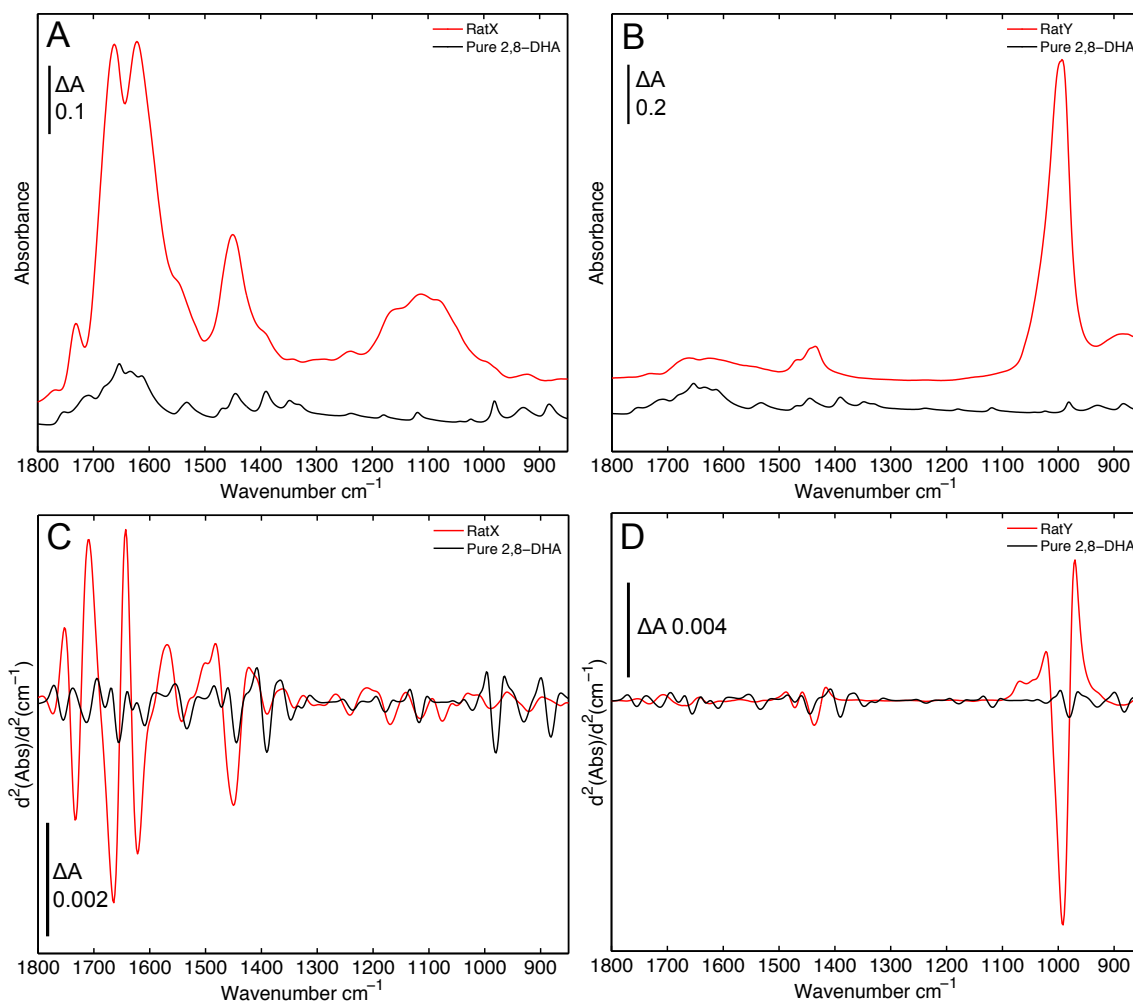 A
RatX
Pure 2,8−DHA
ΔA
0.1
Absorbance
1800 1700 1600 1500 1400 1300 1200 1100 1000 900
Wavenumber cm⁻¹
B
RatY
Pure 2,8−DHA
ΔA
0.2
Absorbance
1800 1700 1600 1500 1400 1300 1200 1100 1000 900
Wavenumber cm⁻¹
C
RatX
Pure 2,8−DHA
d²(Abs)/d²(cm⁻¹)
ΔA
0.002
1800 1700 1600 1500 1400 1300 1200 1100 1000 900
Wavenumber cm⁻¹
D
RatY
Pure 2,8−DHA
ΔA 0.004
d²(Abs)/d²(cm⁻¹)
1800 1700 1600 1500 1400 1300 1200 1100 1000 900
Wavenumber cm⁻¹